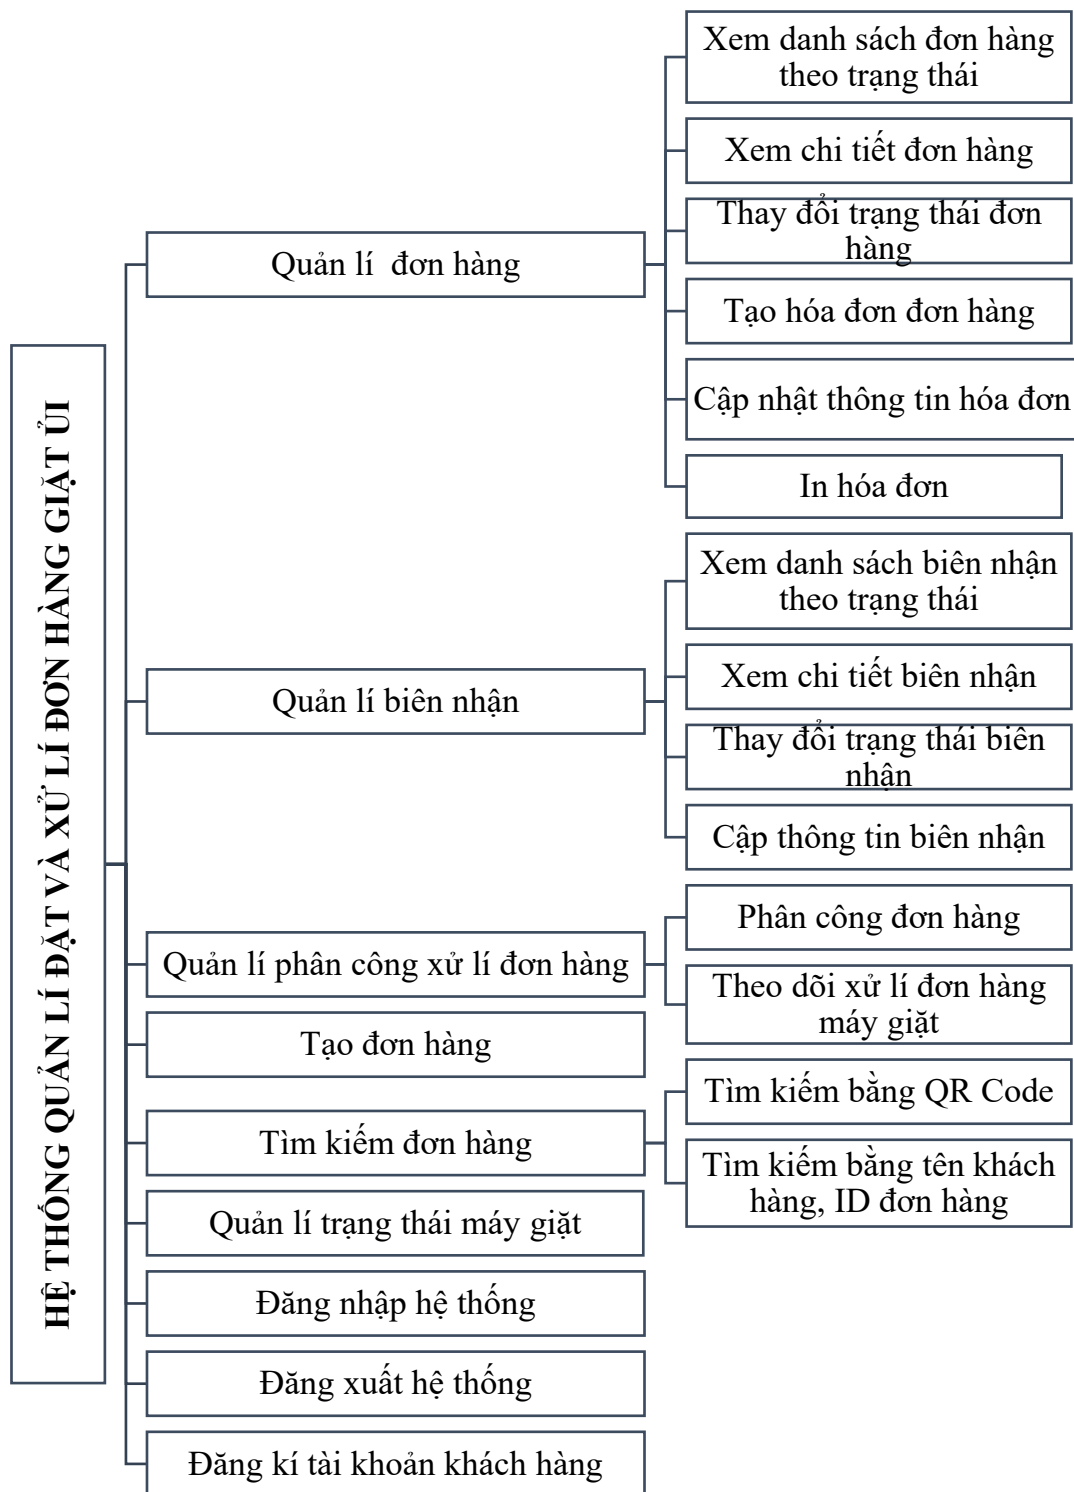 HỆ THỐNG QUẢN LÍ ĐẶT VÀ XỬ LÍ ĐƠN HÀNG GIẶT ỦI
Quản lí  đơn hàng
Xem danh sách đơn hàng
theo trạng thái
Xem chi tiết đơn hàng
Thay đổi trạng thái đơn
hàng
Tạo hóa đơn đơn hàng
Cập nhật thông tin hóa đơn
In hóa đơn
Quản lí biên nhận
Xem danh sách biên nhận
theo trạng thái
Xem chi tiết biên nhận
Thay đổi trạng thái biên
nhận
Cập thông tin biên nhận
Quản lí phân công xử lí đơn hàng
Phân công đơn hàng
Theo dõi xử lí đơn hàng
máy giặt
Tạo đơn hàng
Tìm kiếm đơn hàng
Tìm kiếm bằng QR Code
Tìm kiếm bằng tên khách
hàng, ID đơn hàng
Quản lí trạng thái máy giặt
Đăng nhập hệ thống
Đăng xuất hệ thống
Đăng kí tài khoản khách hàng